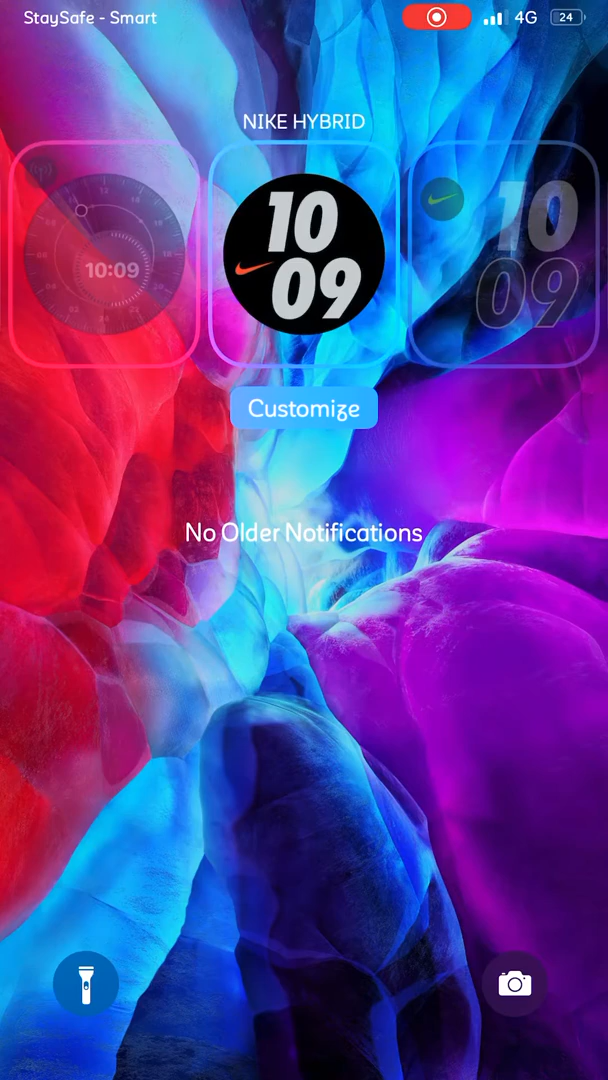 StaySafe - Smart
4G
24
NIKE HYBRID
10:09
10
09
10
09
Customize
No Older Notifications